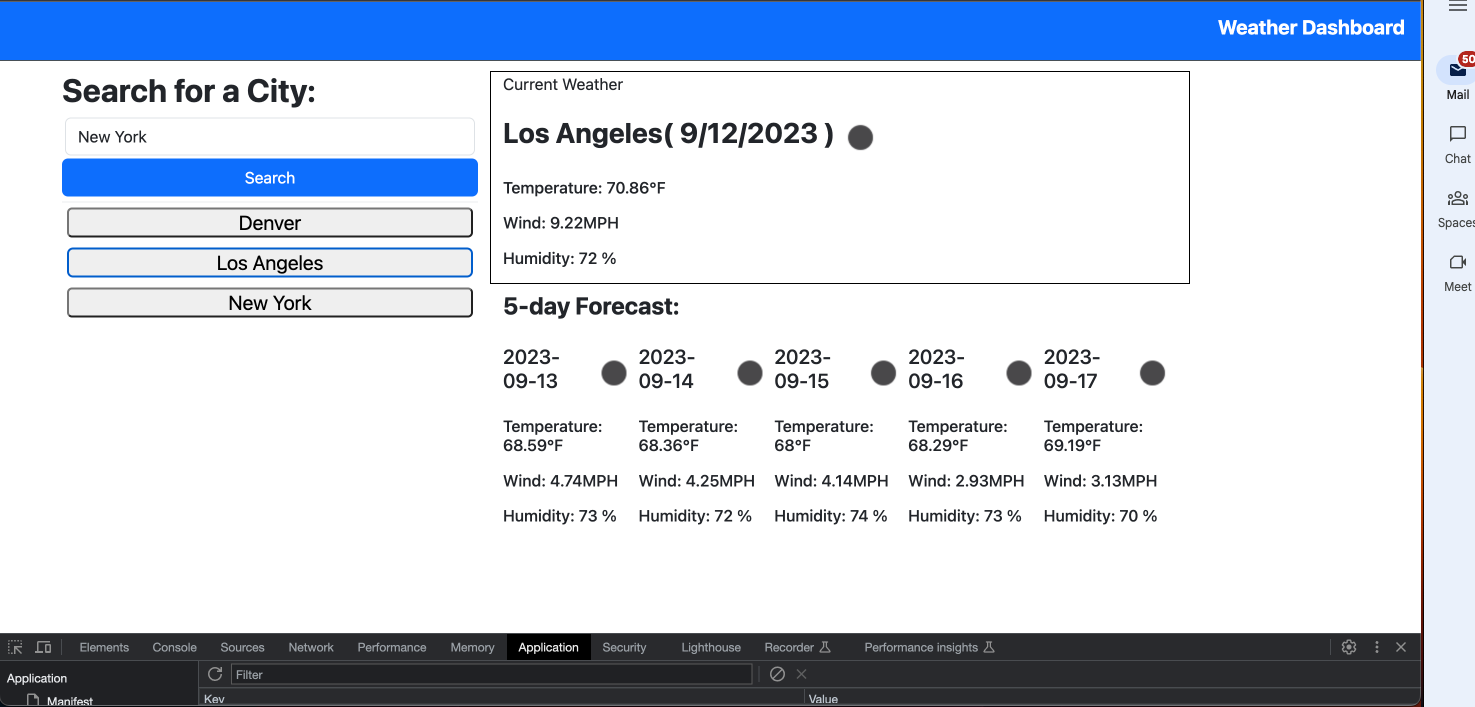 Weather Dashboard
Search for a City:
New York
Search
Denver
Los Angeles
New York
Current Weather
Los Angeles( 9/12/2023 )
Temperature: 70.86°F
Wind: 9.22MPH
Humidity: 72 %
5-day Forecast:
2023-
09-13
Temperature:
68.59°F
Wind: 4.74MPH
Humidity: 73 %
2023-
09-14
Temperature:
68.36°F
Wind: 4.25MPH
Humidity: 72 %
2023-
09-15
Temperature:
68°F
Wind: 4.14MPH
Humidity: 74 %
2023-
09-16
Temperature:
68.29°F
Wind: 2.93MPH
Humidity: 73 %
2023-
09-17
Temperature:
69.19°F
Wind: 3.13MPH
Humidity: 70 %
50
Mail
Chat
Spaces
Meet
Elements Console Sources Network Performance Memory Application Security Lighthouse Recorder Performance insights
Application
Filter
Manifest
Key Value